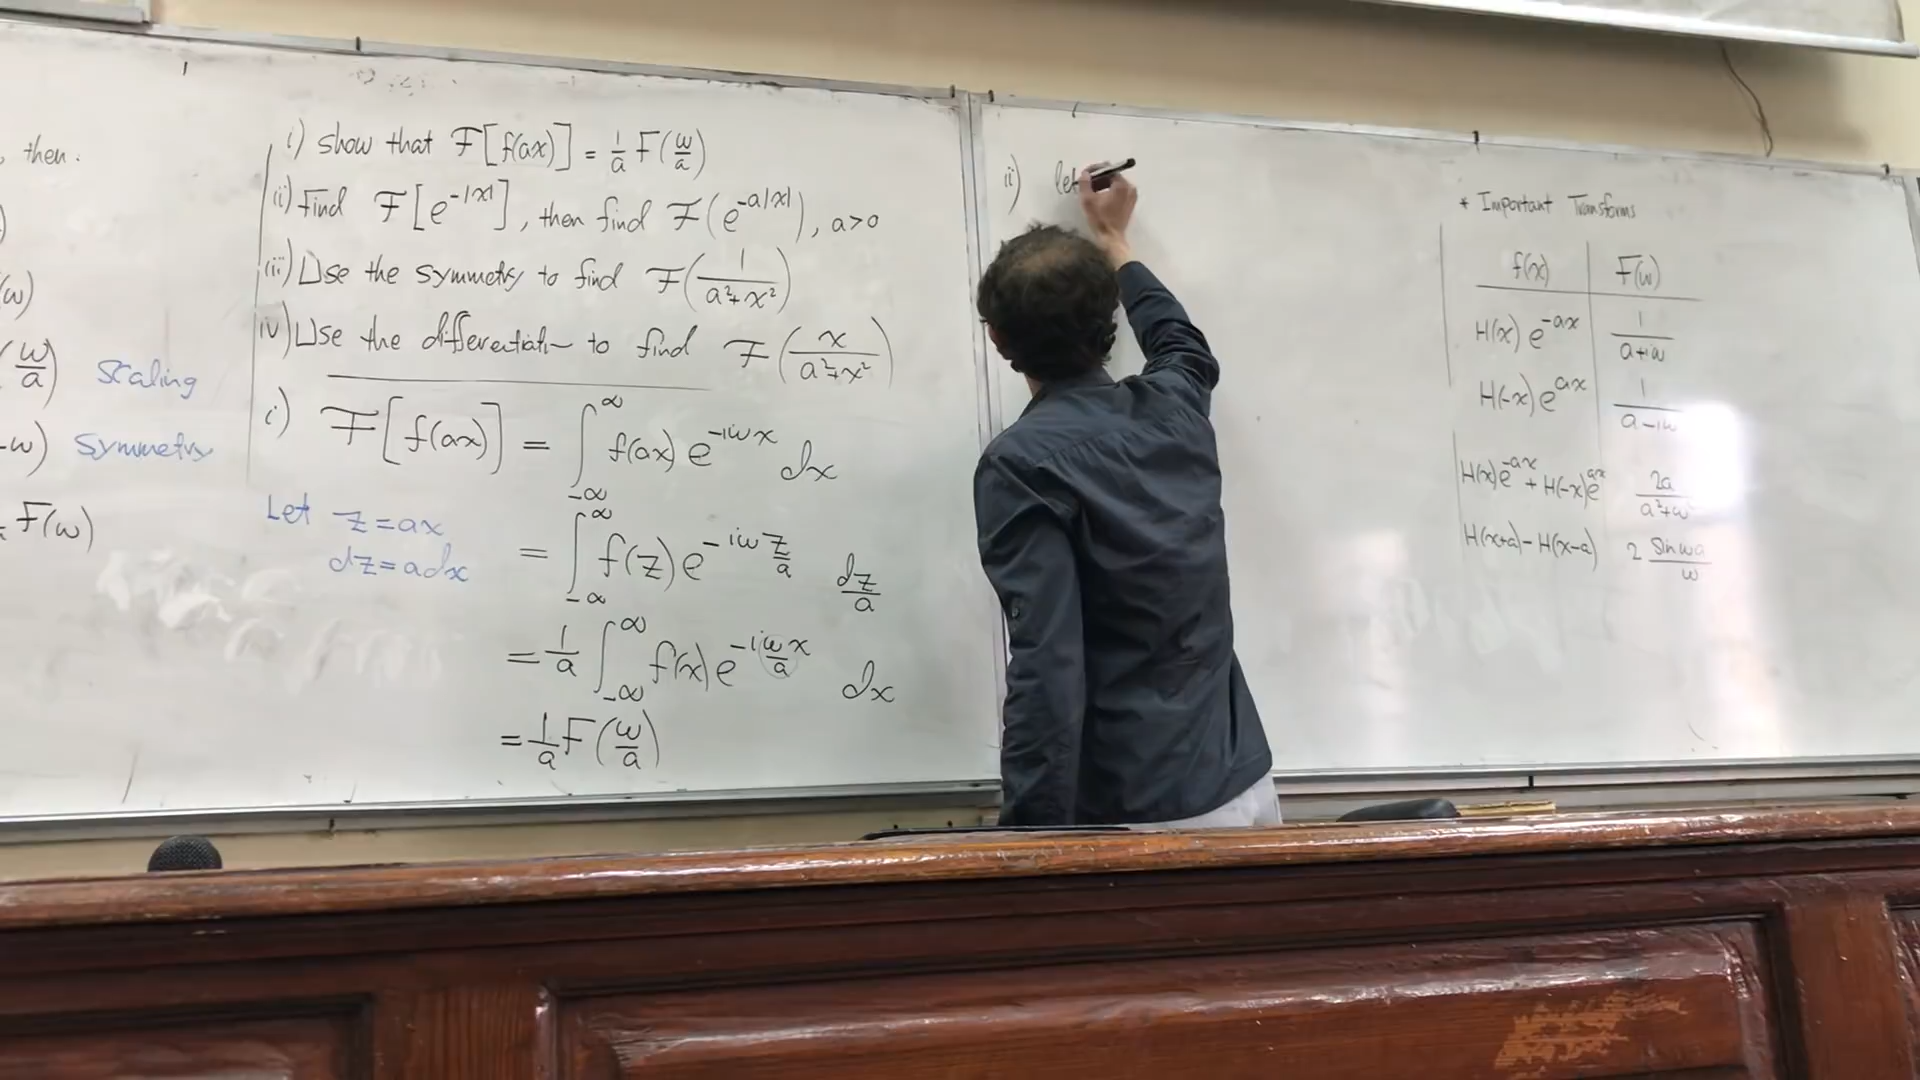 , then.
(w)
(w/a) Scaling
-w) Symmetry
F(w)
i) show that F[f(ax)] = 1/a F(w/a)
ii) Find F[e^-|x|], then find F(e^-a|x|), a>0
iii) Use the symmetry to find F(1/(a²+x²))
iv) Use the differentiation to find F(x/(a²+x²))
i) F[f(ax)] = ∫_-∞^∞ f(ax) e^-iwx dx
Let z=ax
dz=adx
= ∫_-∞^∞ f(z) e^-iw z/a dz/a
= 1/a ∫_-∞^∞ f(x) e^-i w/a x dx
= 1/a F(w/a)
ii) let
* Important Transforms
f(x) F(w)
H(x) e^-ax 1/(a+iw)
H(-x) e^ax 1/(a-iw)
H(x)e^-ax + H(-x)e^ax 2a/(a²+w
H(x+a) - H(x-a) 2 Sin wa/w